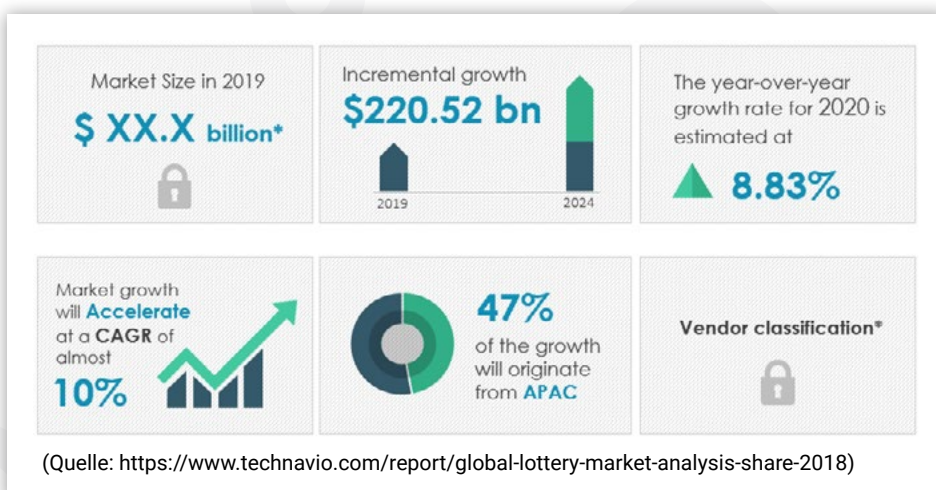 Market Size in 2019
$ XX.X billion*
Incremental growth
$220.52 bn
2019
2024
The year-over-year
growth rate for 2020 is
estimated at
8.83%
Market growth
will Accelerate
at a CAGR of
almost
10%
47%
of the growth
will originate
from APAC
Vendor classification*
(Quelle: https://www.technavio.com/report/global-lottery-market-analysis-share-2018)